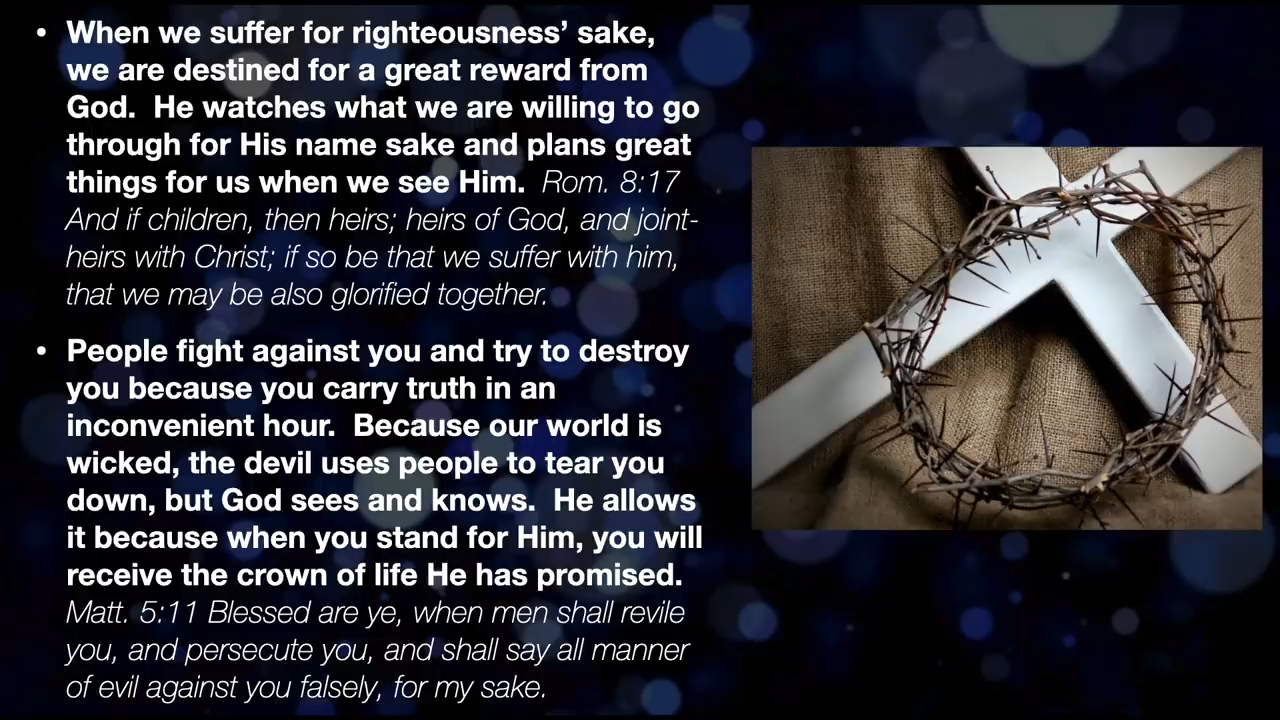 • When we suffer for righteousness’ sake,
we are destined for a great reward from
God.  He watches what we are willing to go
through for His name sake and plans great
things for us when we see Him.  Rom. 8:17
And if children, then heirs; heirs of God, and joint-
heirs with Christ; if so be that we suffer with him,
that we may be also glorified together.
• People fight against you and try to destroy
you because you carry truth in an
inconvenient hour.  Because our world is
wicked, the devil uses people to tear you
down, but God sees and knows.  He allows
it because when you stand for Him, you will
receive the crown of life He has promised.
Matt. 5:11 Blessed are ye, when men shall revile
you, and persecute you, and shall say all manner
of evil against you falsely, for my sake.